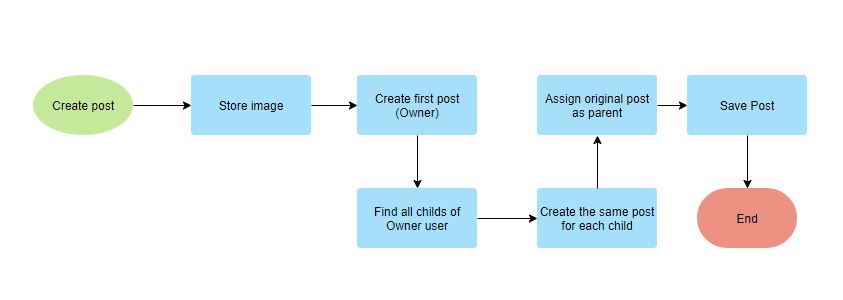 Create post
Store image
Create first post
(Owner)
Find all childs of
Owner user
Create the same post
for each child
Assign original post
as parent
Save Post
End